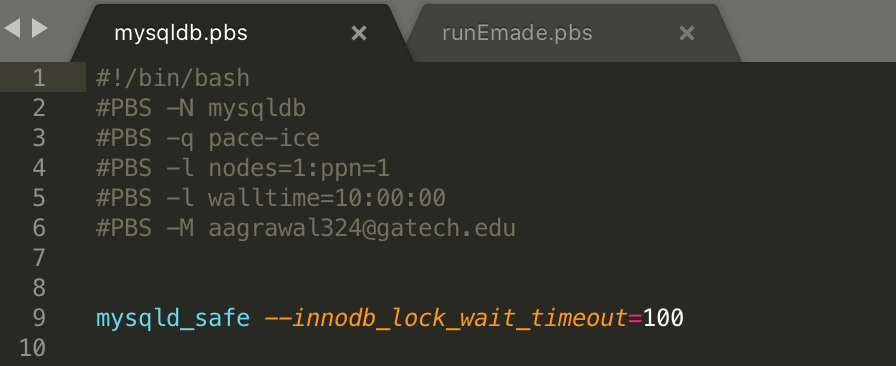 mysqldb.pbs × runEmade.pbs ×
1 #!/bin/bash
2 #PBS -N mysqldb
3 #PBS -q pace-ice
4 #PBS -l nodes=1:ppn=1
5 #PBS -l walltime=10:00:00
6 #PBS -M aagrawal324@gatech.edu
7
8
9 mysqld_safe --innodb_lock_wait_timeout=100
10